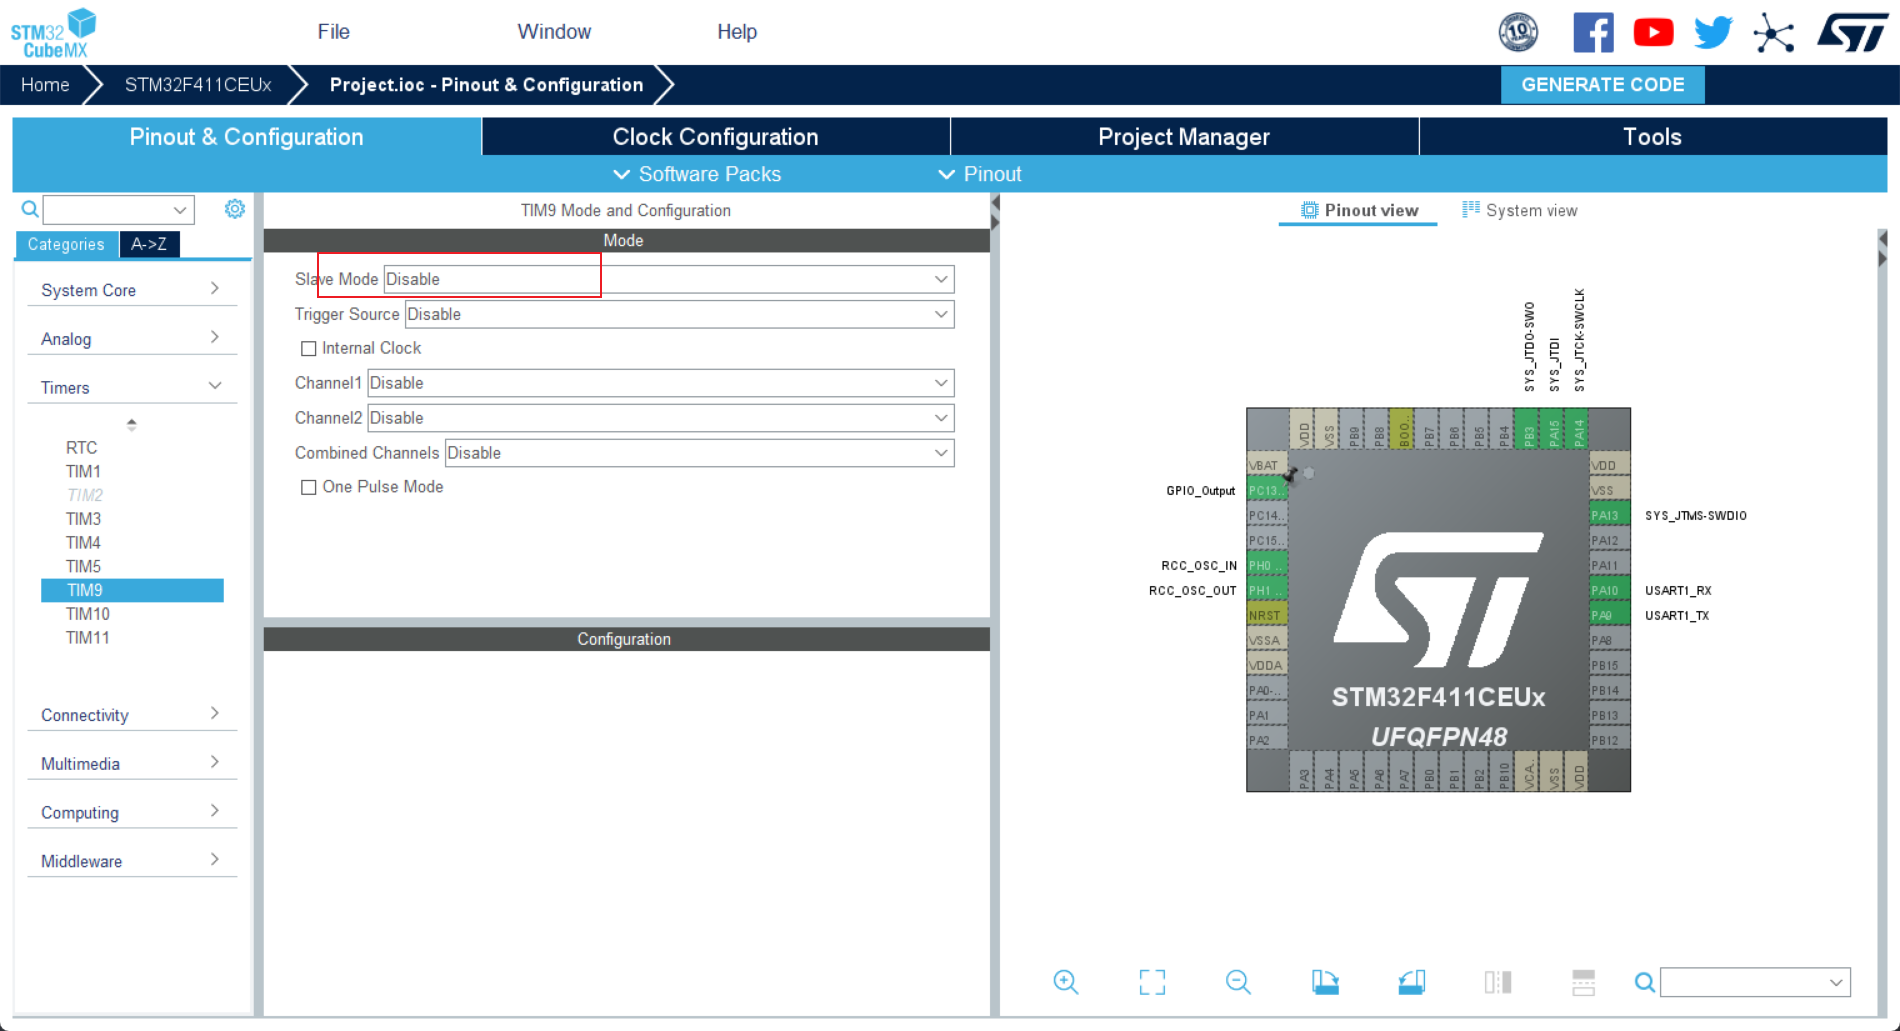 STM32
CubeMX
File
Window
Help
10
Home
STM32F411CEUx
Project.ioc - Pinout & Configuration
GENERATE CODE
Pinout & Configuration
Clock Configuration
Project Manager
Tools
Software Packs
Pinout
Categories
A->Z
System Core
Analog
Timers
RTC
TIM1
TIM2
TIM3
TIM4
TIM5
TIM9
TIM10
TIM11
Connectivity
Multimedia
Computing
Middleware
TIM9 Mode and Configuration
Mode
Slave Mode Disable
Trigger Source Disable
Internal Clock
Channel1 Disable
Channel2 Disable
Combined Channels Disable
One Pulse Mode
Configuration
Pinout view
System view
SYS_JTDO-SWO
SYS_JTDI
SYS_JTCK-SWCLK
VDD
VSS
PB9
PB8
BOO..
PB7
PB6
PB5
PB4
PB3
PA15
PA14
VBAT
GPIO_Output PC13..
PC14..
PC15..
RCC_OSC_IN PH0 ..
RCC_OSC_OUT PH1 ..
NRST
VSSA
VDDA
PA0-..
PA1
PA2
VDD
VSS
PA13 SYS_JTMS-SWDIO
PA12
PA11
PA10 USART1_RX
PA9 USART1_TX
PA8
PB15
PB14
PB13
PB12
ST
STM32F411CEUx
UFQFPN48
PA3
PA4
PA5
PA6
PA7
PB0
PB1
PB2
PB10
VCA..
VSS
VDD